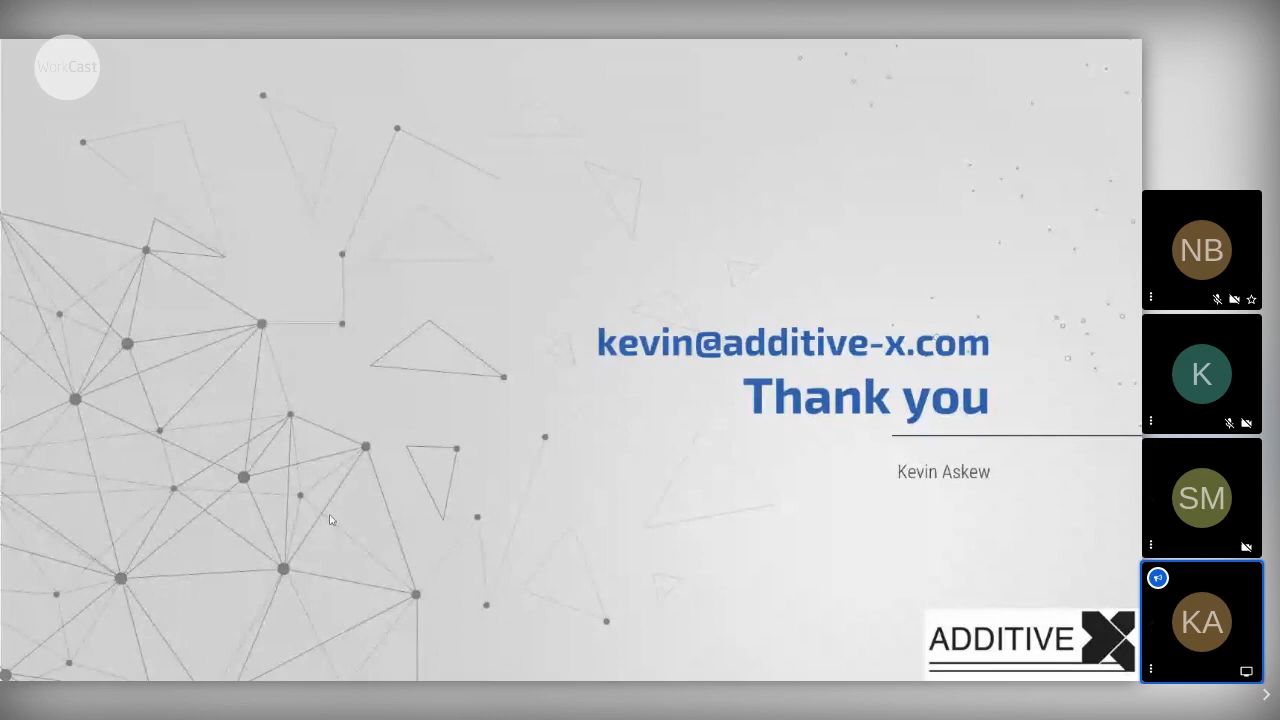 WorkCast
kevin@additive-x.com
Thank you
Kevin Askew
ADDITIVE X
NB
K
SM
KA